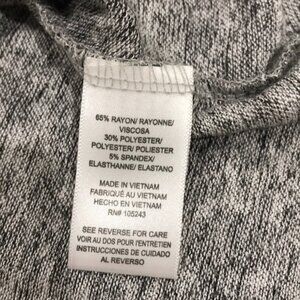 65% RAYON/ RAYONNE/
VISCOSA
30% POLYESTER/
POLYESTER/ POLIESTER
5% SPANDEX/
ELASTHANNE/ ELASTANO
MADE IN VIETNAM
FABRIQUÉ AU VIETNAM
HECHO EN VIETNAM
RN# 105243
SEE REVERSE FOR CARE
VOIR AU DOS POUR L'ENTRETIEN
INSTRUCCIONES DE CUIDADO
AL REVERSO